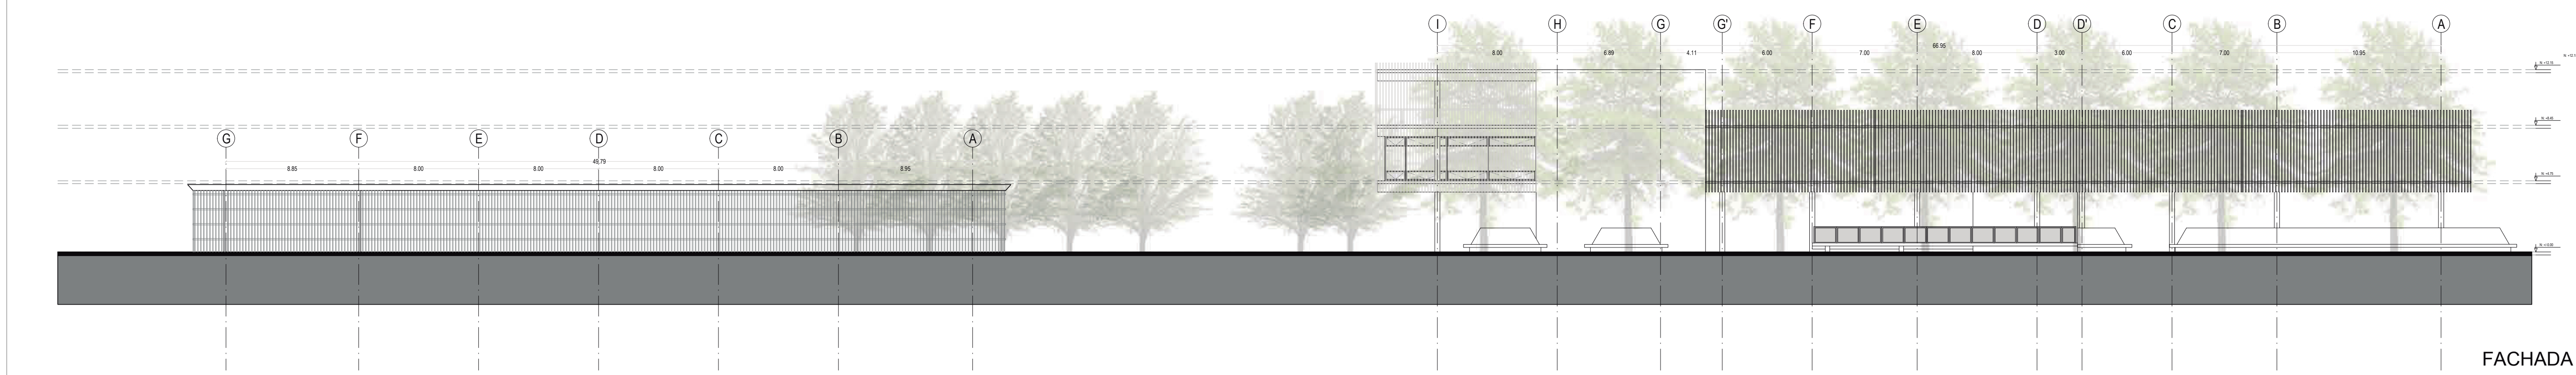 I H G G' F E D D' C B A
66.95
8.00 6.89 4.11 6.00 7.00 8.00 3.00 6.00 7.00 10.95
G F E D C B A
49.79
8.85 8.00 8.00 8.00 8.00 8.95
FACHADA